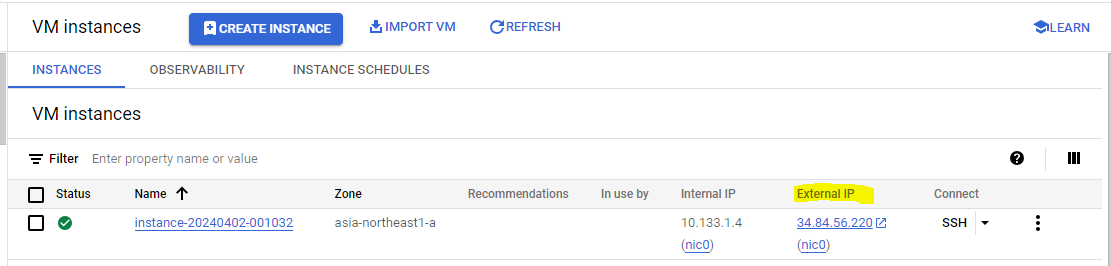 VM instances CREATE INSTANCE IMPORT VM REFRESH LEARN
INSTANCES OBSERVABILITY INSTANCE SCHEDULES
VM instances
Filter Enter property name or value
Status Name Zone Recommendations In use by Internal IP External IP Connect
instance-20240402-001032 asia-northeast1-a 10.133.1.4 34.84.56.220 SSH
(nic0) (nic0)